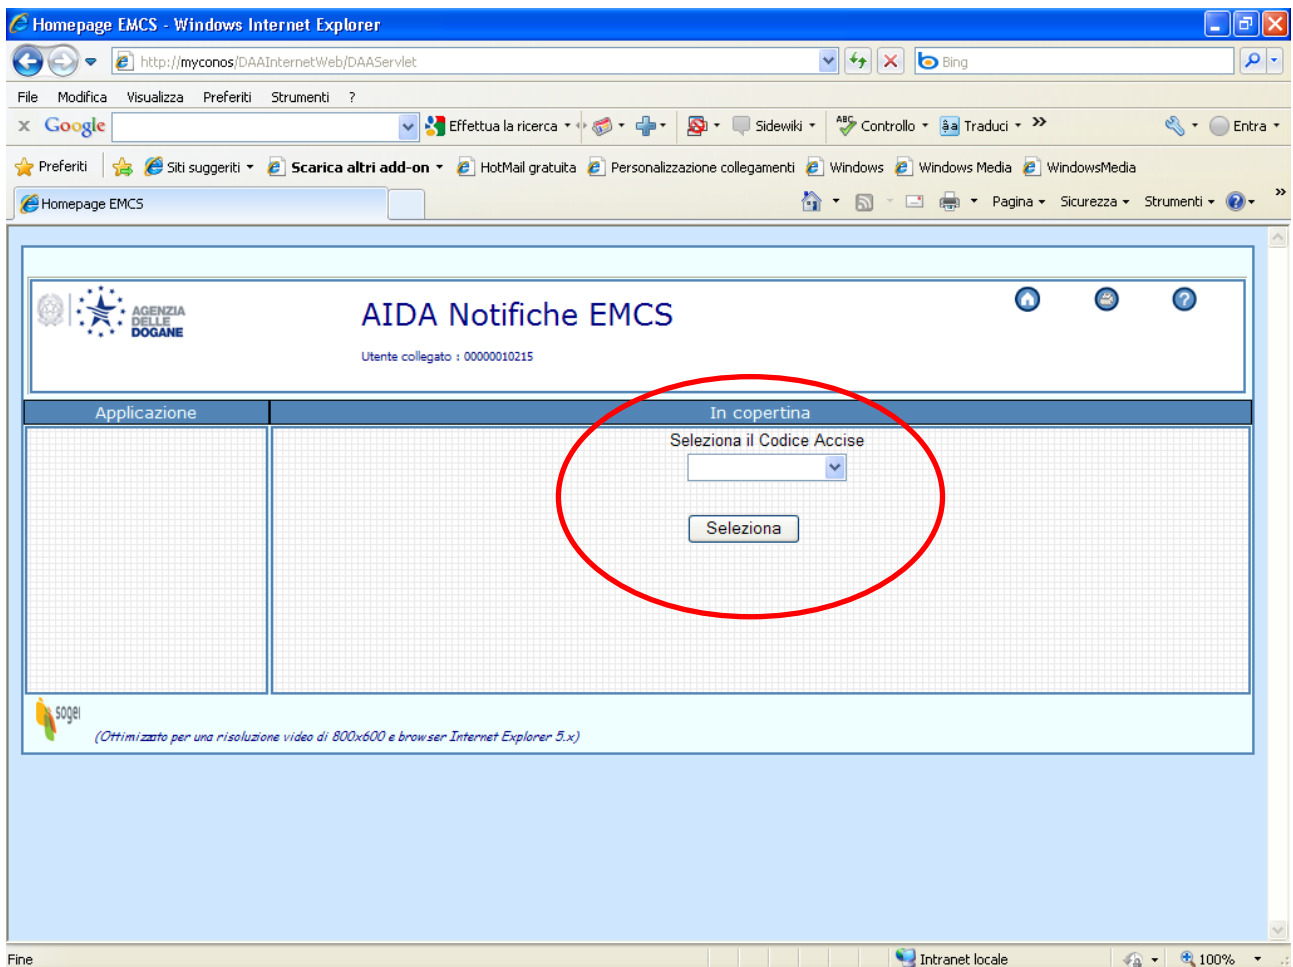 Homepage EMCS - Windows Internet Explorer
http://myconos/DAAInternetWeb/DAAServlet
Bing
File Modifica Visualizza Preferiti Strumenti ?
x Google Effettua la ricerca Sidewiki ABC Controllo âa Traduci >> Entra
Preferiti Siti suggeriti Scarica altri add-on HotMail gratuita Personalizzazione collegamenti Windows Windows Media WindowsMedia
Homepage EMCS Pagina Sicurezza Strumenti ? >>
AGENZIA
DELLE
DOGANE
AIDA Notifiche EMCS
?
Utente collegato : 00000010215
Applicazione In copertina
Seleziona il Codice Accise
Seleziona
sogei
(Ottimizzato per una risoluzione video di 800x600 e browser Internet Explorer 5.x)
Fine Intranet locale 100%